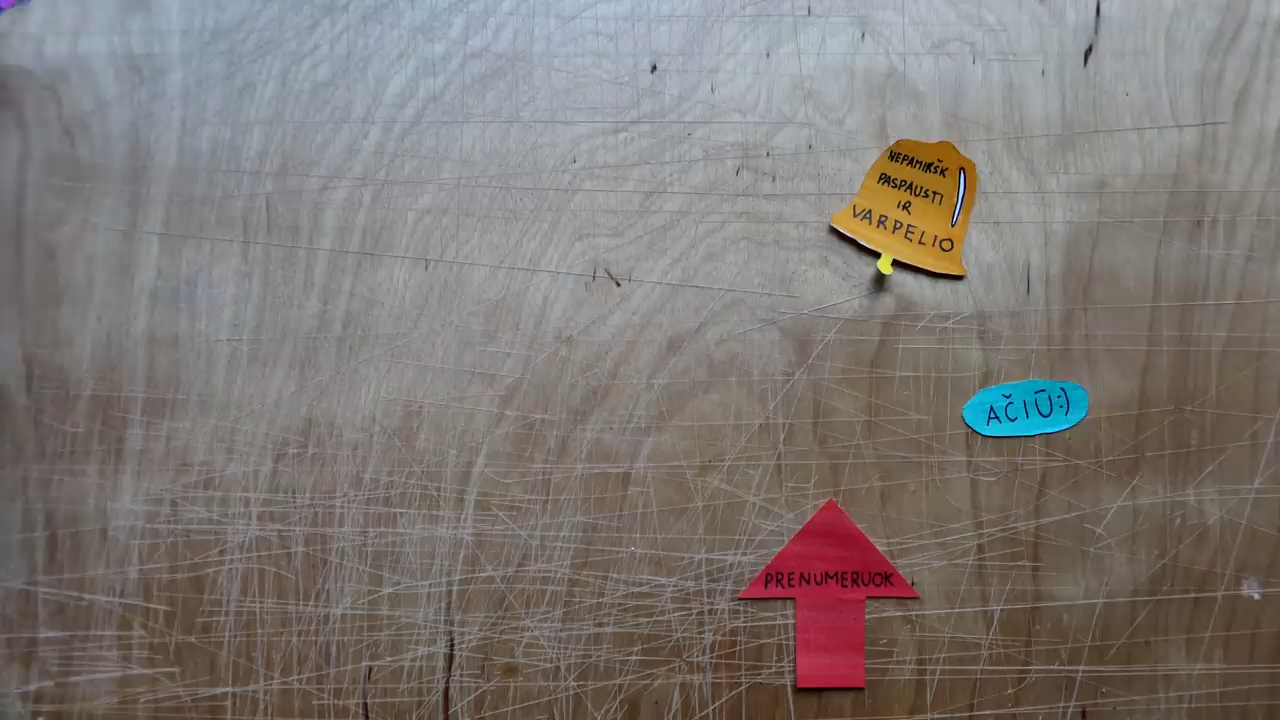 NEPAMIRŠK
PASPAUSTI
IR
VARPELIO
AČIŪ:)
PRENUMERUOK